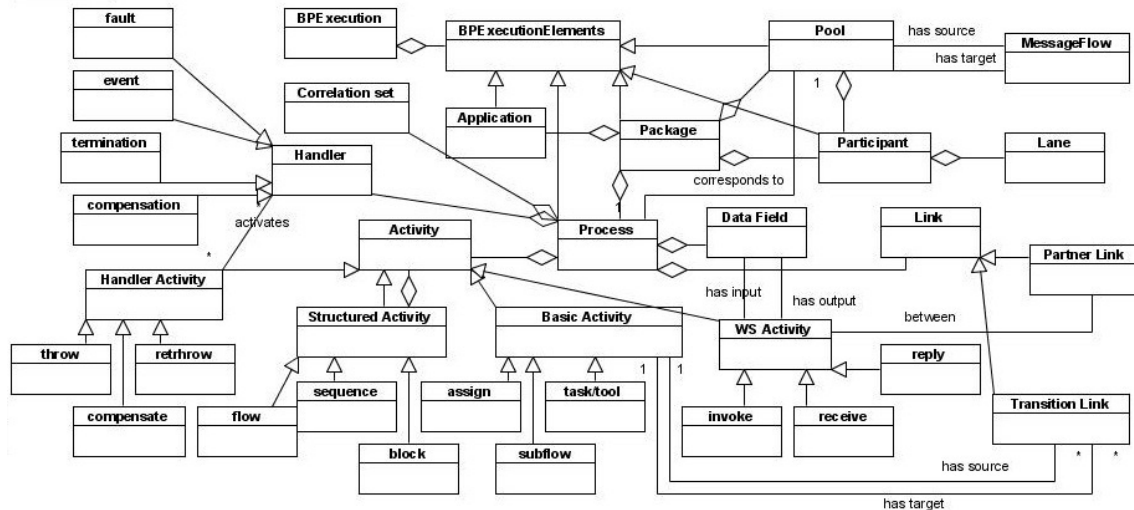 fault
BPExecution
BPExecutionElements
Pool
has source
MessageFlow
has target
event
Correlation set
1
Application
Package
termination
Handler
Participant
Lane
corresponds to
compensation
*
1
activates
Activity
Process
Data Field
Link
*
Partner Link
Handler Activity
has input
has output
Structured Activity
Basic Activity
WS Activity
between
throw
retrhrow
reply
1
1
sequence
assign
task/tool
compensate
flow
invoke
receive
Transition Link
block
subflow
*
*
has source
has target